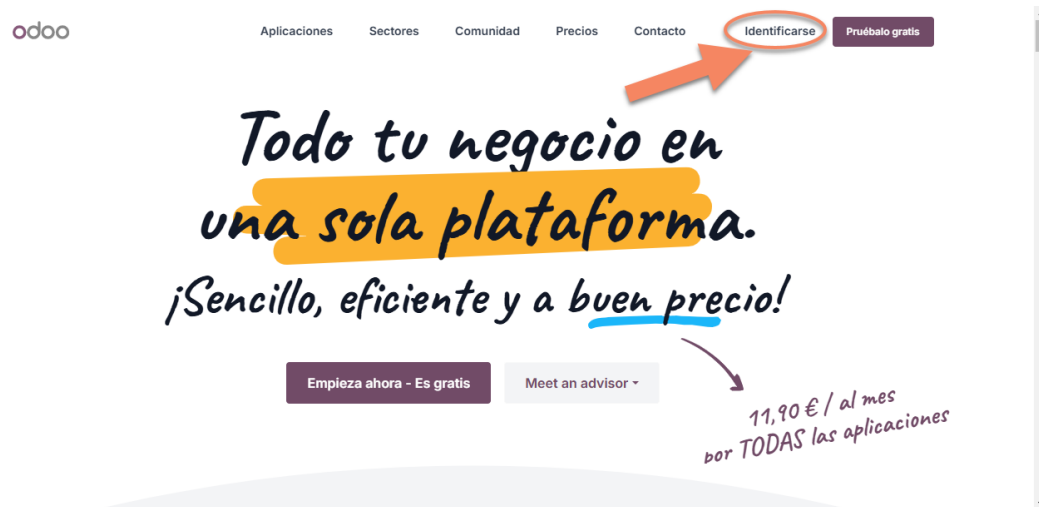 odoo
Aplicaciones Sectores Comunidad Precios Contacto Identificarse Pruébalo gratis
Todo tu negocio en
una sola plataforma.
¡Sencillo, eficiente y a buen precio!
Empieza ahora - Es gratis Meet an advisor
11,90 € / al mes
por TODAS las aplicaciones